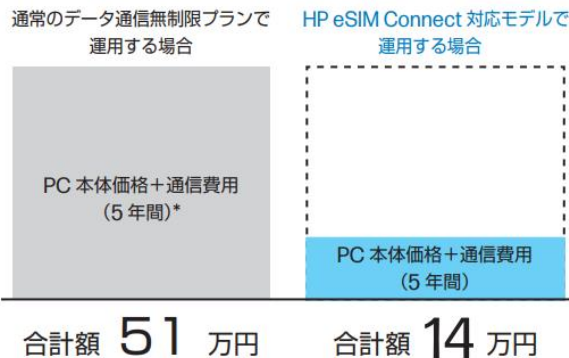 通常のデータ通信無制限プランで
運用する場合
HP eSIM Connect 対応モデルで
運用する場合
PC 本体価格+通信費用
(5 年間)*
PC 本体価格+通信費用
(5 年間)
合計額 51 万円
合計額 14 万円